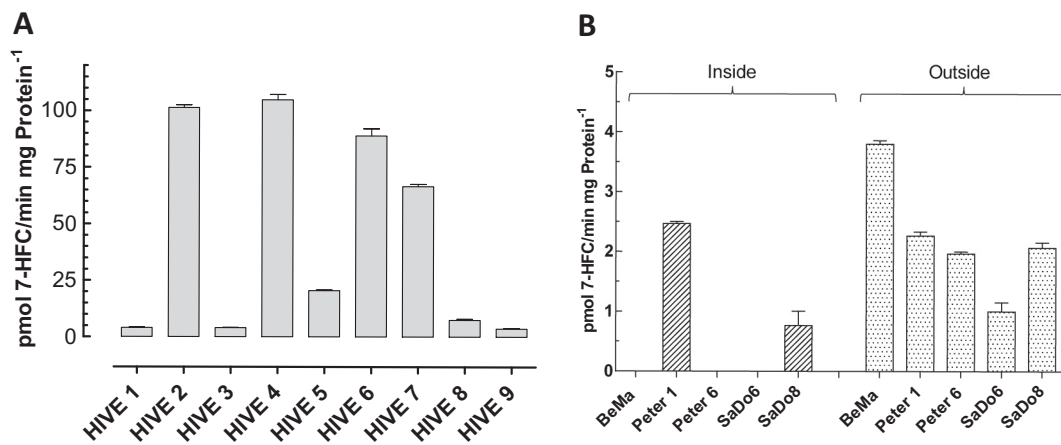 A
pmol 7-HFC/min mg Protein⁻¹
100
75
50
25
0
HIVE 1
HIVE 2
HIVE 3
HIVE 4
HIVE 5
HIVE 6
HIVE 7
HIVE 8
HIVE 9
B
Inside
Outside
pmol 7-HFC/min mg Protein⁻¹
5
4
3
2
1
0
BeMa
Peter 1
Peter 6
SaDo6
SaDo8
BeMa
Peter 1
Peter 6
SaDo6
SaDo8